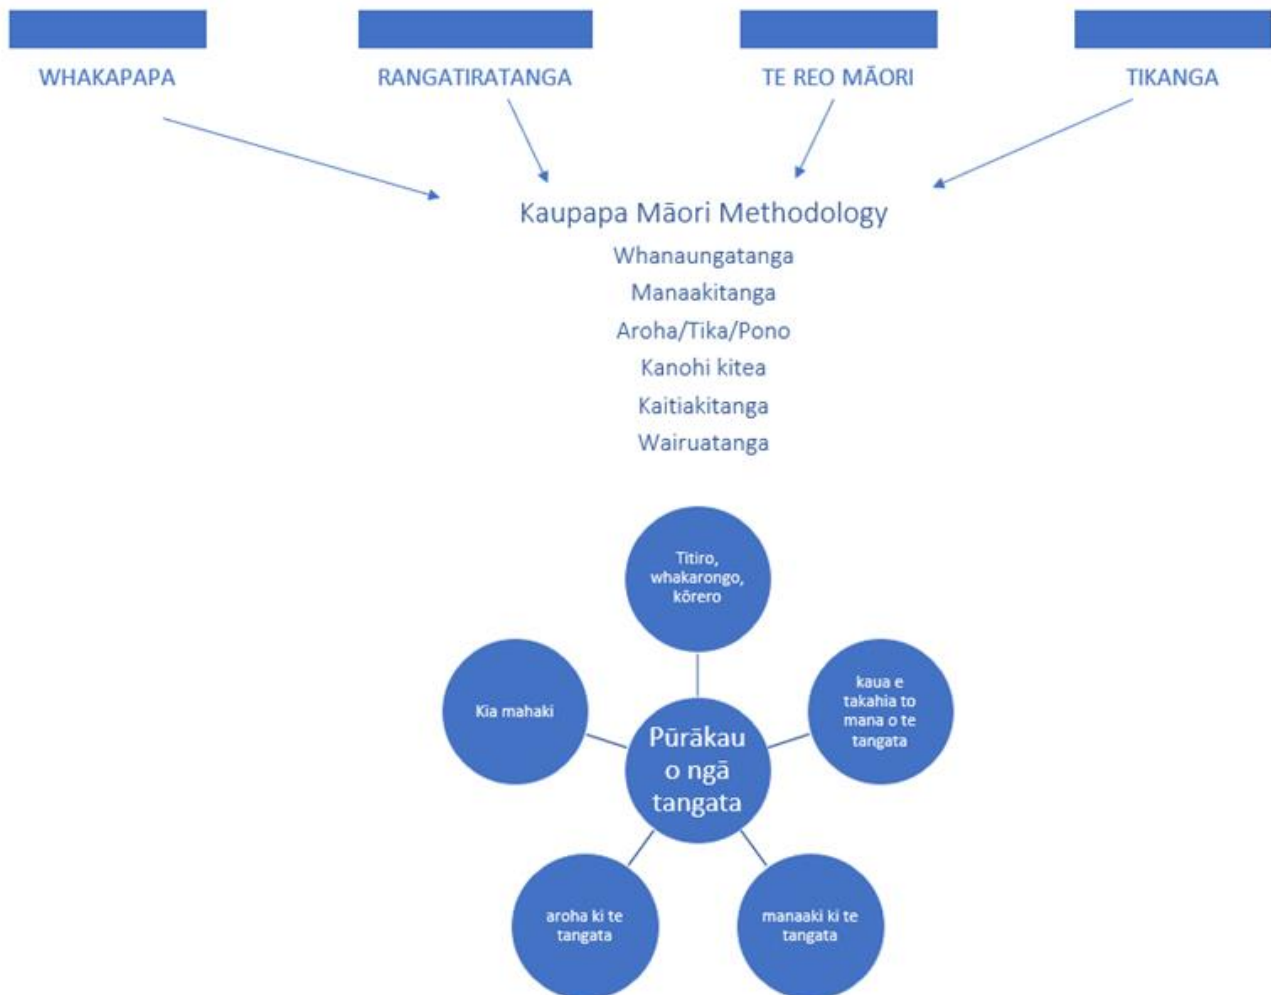 WHAKAPAPA
RANGATIRATANGA
TE REO MĀORI
TIKANGA
Kaupapa Māori Methodology
Whanaungatanga
Manaakitanga
Aroha/Tika/Pono
Kanohi kitea
Kaitiakitanga
Wairuatanga
Titiro,
whakarongo,
kōrero
Kia mahaki
kaua e
takahia to
mana o te
tangata
Pūrākau
o ngā
tangata
aroha ki te
tangata
manaaki ki te
tangata